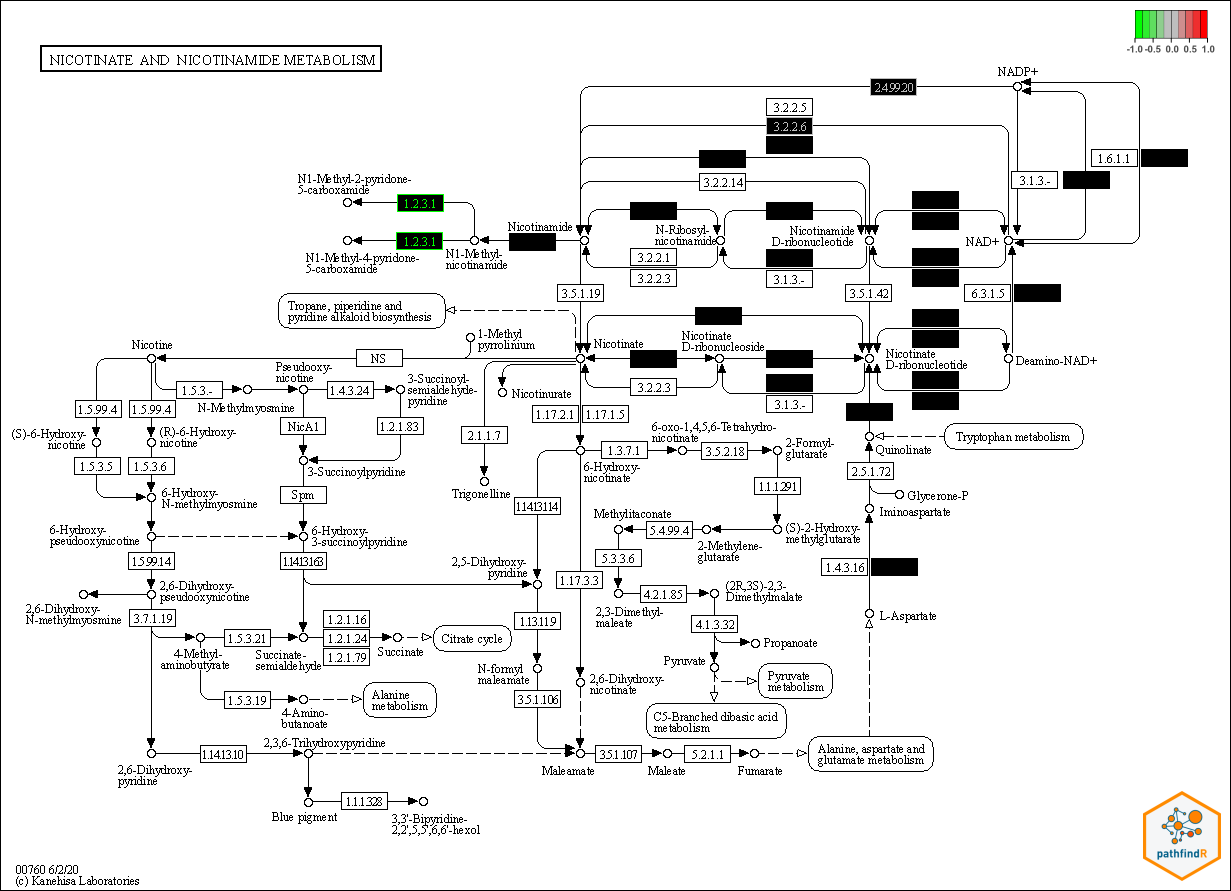 NICOTINATE AND NICOTINAMIDE METABOLISM
-1.0 -0.5 0.0 0.5 1.0
NADP+
2.4.99.20
3.2.2.5
3.2.2.6
1.6.1.1
3.1.3.-
3.2.2.14
N1-Methyl-2-pyridone-
5-carboxamide
1.2.3.1
1.2.3.1
N1-Methyl-4-pyridone-
5-carboxamide
N1-Methyl-
nicotinamide
Nicotinamide
N-Ribosyl-
nicotinamide
Nicotinamide
D-ribonucleotide
NAD+
3.2.2.1
3.2.2.3
3.1.3.-
3.5.1.19
3.5.1.42
6.3.1.5
Tropane, piperidine and
pyridine alkaloid biosynthesis
1-Methyl
pyrrolinium
Nicotine
NS
Nicotinate
Nicotinate
D-ribonucleoside
Nicotinate
D-ribonucleotide
Deamino-NAD+
3.2.2.3
3.1.3.-
Pseudooxy-
nicotine
1.5.3.-
N-Methylmyosmine
1.4.3.24
3-Succinoyl-
semialdehyde-
pyridine
Nicotinurate
1.5.99.4
1.5.99.4
NicA1
1.2.1.83
2.1.1.7
1.17.2.1
1.17.1.5
(S)-6-Hydroxy-
nicotine
(R)-6-Hydroxy-
nicotine
6-oxo-1,4,5,6-Tetrahydro-
nicotinate
2-Formyl-
glutarate
Tryptophan metabolism
Quinolinate
1.5.3.5
1.5.3.6
3-Succinoylpyridine
6-Hydroxy-
nicotinate
1.3.7.1
3.5.2.18
2.5.1.72
Trigonelline
1.1.1.291
Glycerone-P
Iminoaspartate
6-Hydroxy-
N-methylmyosmine
Spm
1.14.13.114
Methylitaconate
5.4.99.4
2-Methylene-
glutarafe
(S)-2-Hydroxy-
methylglutarate
6-Hydroxy-
pseudooxynicotine
6-Hydroxy-
3-succinoylpyridine
1.5.99.14
1.14.13.163
2,5-Dihydroxy-
pyridine
5.3.3.6
1.4.3.16
1.17.3.3
2,6-Dihydroxy-
pseudooxynicotine
2,6-Dihydroxy-
N-methylmyosmine
2,3-Dimethyl-
maleate
4.2.1.85
(2R,3S)-2,3-
Dimethylmalate
L-Aspartate
3.7.1.19
1.13.11.9
4.1.3.32
4-Methyl-
aminobutyrate
1.5.3.21
Succinate-
semialdehyde
1.2.1.16
1.2.1.24
1.2.1.79
Succinate
Citrate cycle
Propanoate
Pyruvate
N-formyl
maleamate
2,6-Dihydroxy-
nicotinate
Pyruvate
metabolism
1.5.3.19
4-Amino-
butanoate
Alanine
metabolism
3.5.1.106
C5-Branched dibasic acid
metabolism
2,6-Dihydroxy-
pyridine
1.14.13.10
2,3,6-Trihydroxypyridine
Maleamate
3.5.1.107
Maleate
5.2.1.1
Fumarate
Alanine, aspartate and
glutamate metabolism
Blue pigment
1.1.1.328
3,3'-Bipyridine-
2,2',5,5',6,6'-hexol
00760 6/2/20
(c) Kanehisa Laboratories
pathfindR